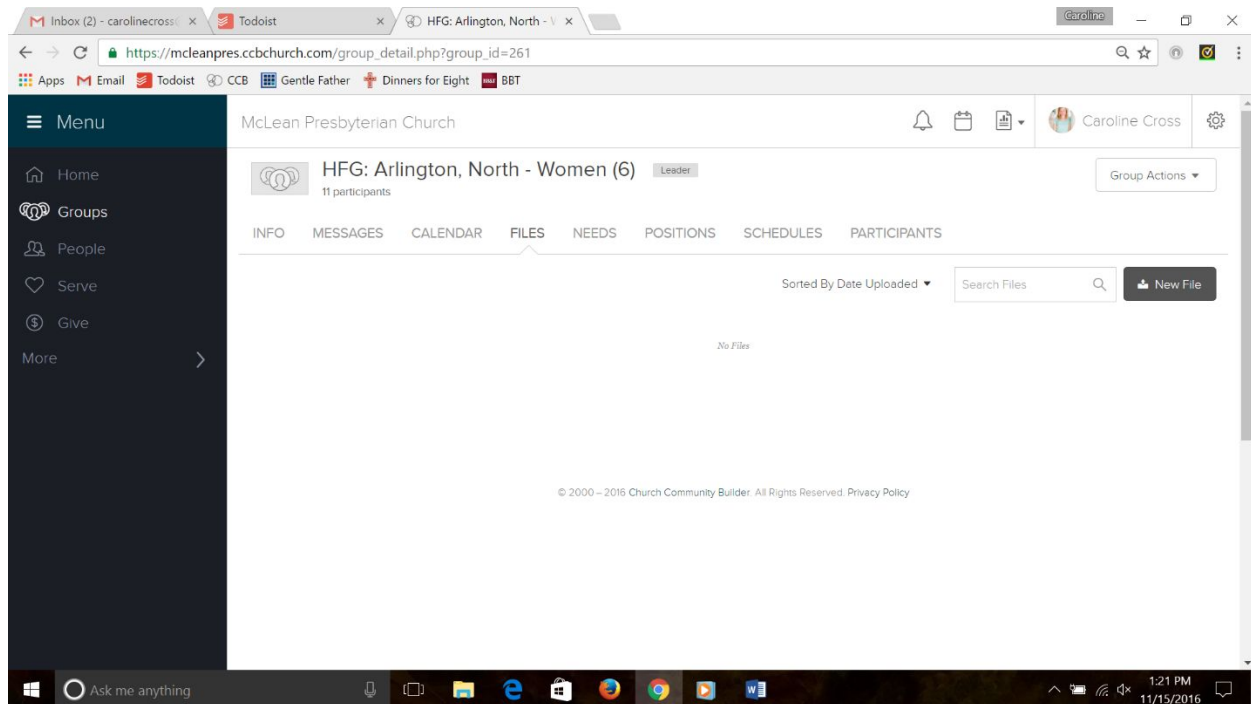 Inbox (2) - carolinecross
Todoist
HFG: Arlington, North - W
Caroline
https://mcleanpres.ccbchurch.com/group_detail.php?group_id=261
Apps Email Todoist CCB Gentle Father Dinners for Eight BBT
Menu
McLean Presbyterian Church
Caroline Cross
Home
Groups
People
Serve
Give
More
HFG: Arlington, North - Women (6) Leader
11 participants
Group Actions
INFO MESSAGES CALENDAR FILES NEEDS POSITIONS SCHEDULES PARTICIPANTS
Sorted By Date Uploaded Search Files New File
No Files
© 2000 – 2016 Church Community Builder. All Rights Reserved. Privacy Policy
Ask me anything
1:21 PM
11/15/2016